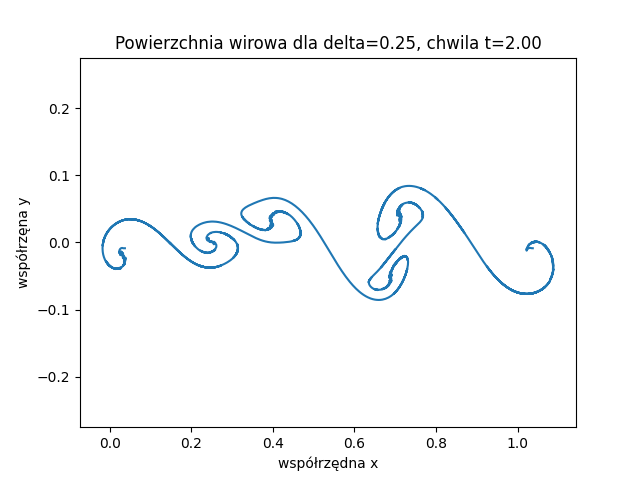 Powierzchnia wirowa dla delta=0.25, chwila t=2.00
współrzęna y
0.2
0.1
0.0
−0.1
−0.2
0.0 0.2 0.4 0.6 0.8 1.0
współrzędna x